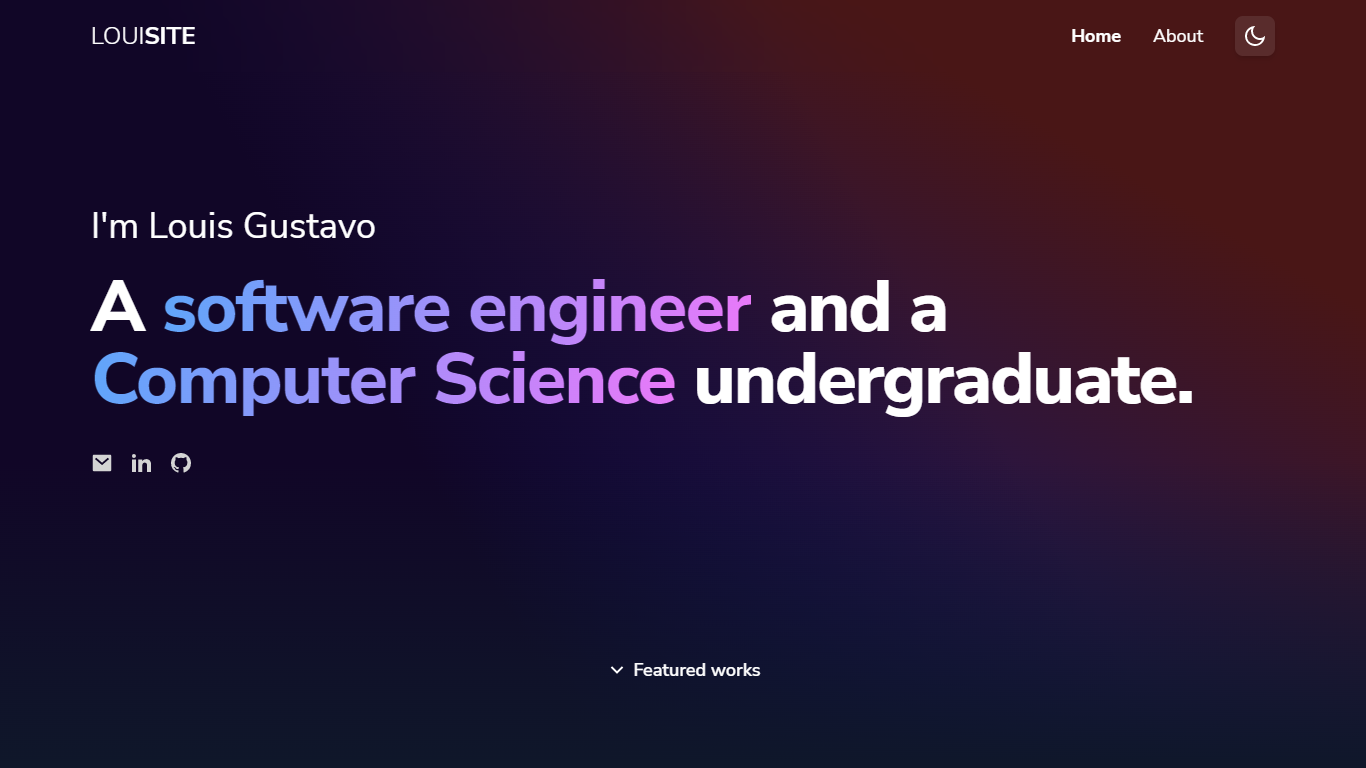 LOUISITE
Home
About
I'm Louis Gustavo
A software engineer and a
Computer Science undergraduate.
Featured works